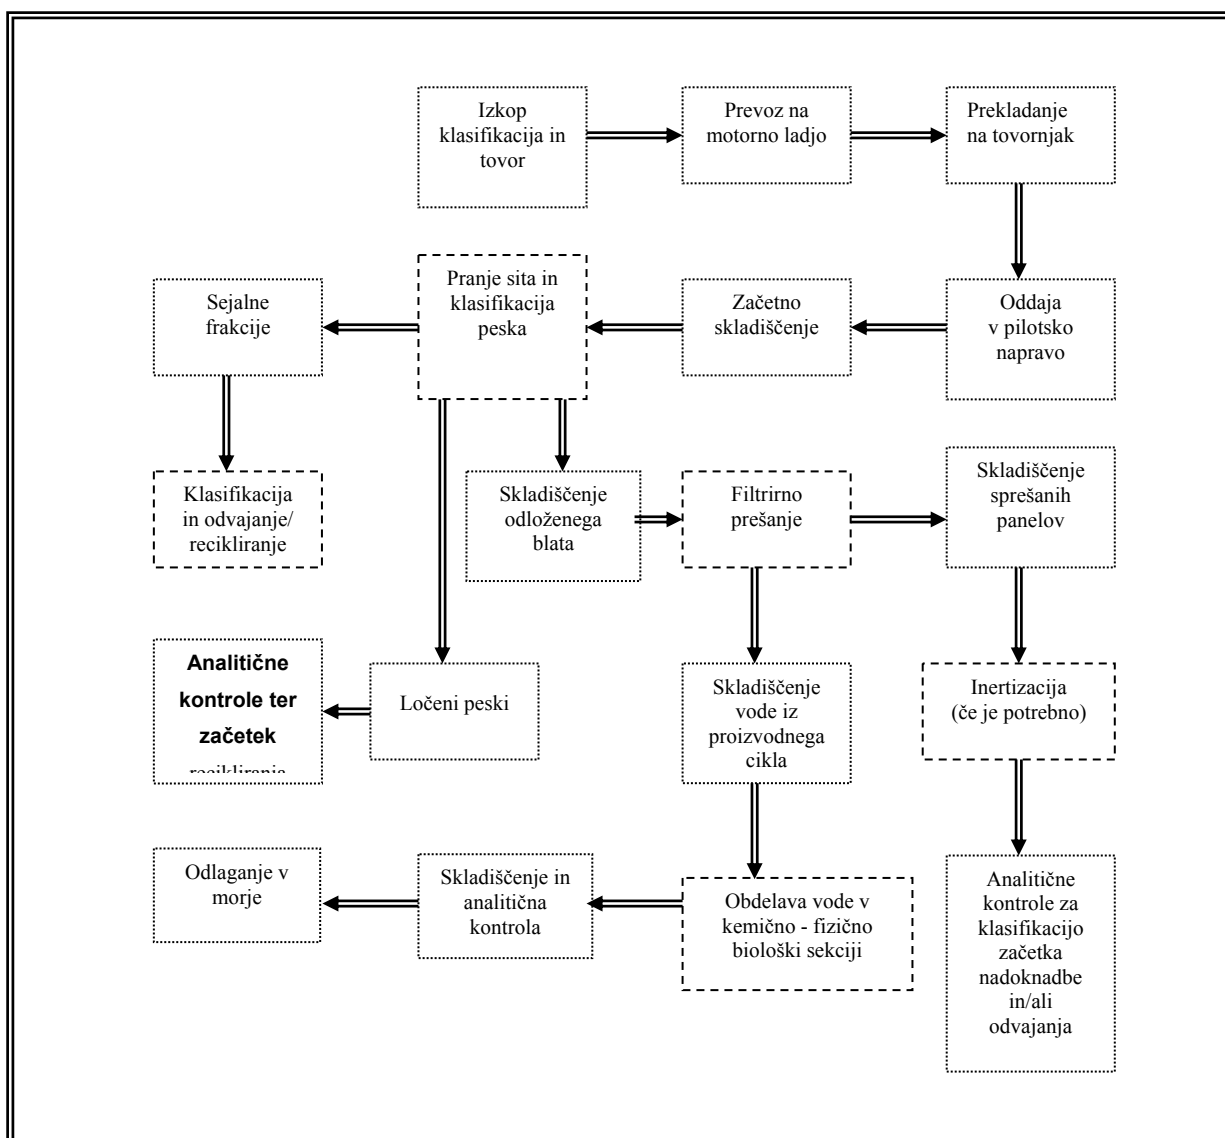 Izkop
klasifikacija in
tovor
Prevoz na
motorno ladjo
Prekladanje
na tovornjak
Sejalne
frakcije
Pranje sita in
klasifikacija
peska
Začetno
skladiščenje
Oddaja
v pilotsko
napravo
Klasifikacija
in odvajanje/
recikliranje
Skladiščenje
odloženega
blata
Filtrirno
prešanje
Skladiščenje
sprešanih
panelov
Analitične
kontrole ter
začetek
recikliranja
Ločeni peski
Skladiščenje
vode iz
proizvodnega
cikla
Inertizacija
(če je potrebno)
Odlaganje v
morje
Skladiščenje in
analitična
kontrola
Obdelava vode v
kemično - fizično
biološki sekciji
Analitične
kontrole za
klasifikacijo
začetka
nadoknadbe
in/ali
odvajanja